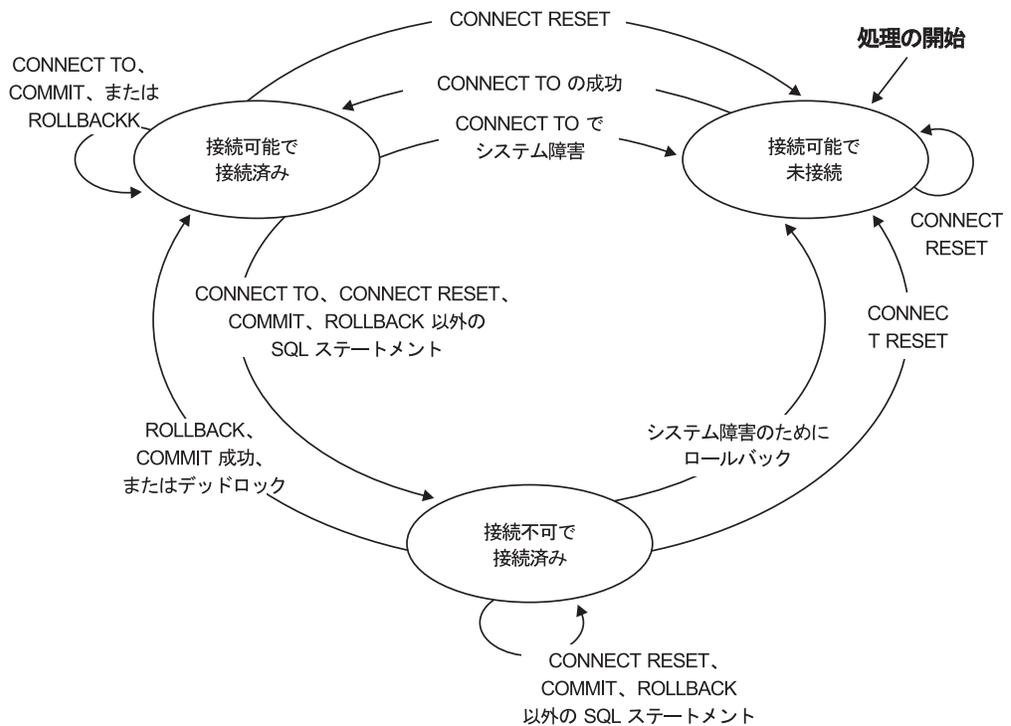 CONNECT RESET
処理の開始
CONNECT TO、
COMMIT、または
ROLLBACKK
CONNECT TO の成功
CONNECT TO で
システム障害
接続可能で
接続済み
接続可能で
未接続
CONNECT
RESET
CONNECT TO、CONNECT RESET、
COMMIT、ROLLBACK 以外の
SQL ステートメント
CONNEC
T RESET
ROLLBACK、
COMMIT 成功、
またはデッドロック
システム障害のために
ロールバック
接続不可で
接続済み
CONNECT RESET、
COMMIT、ROLLBACK
以外の SQL ステートメント